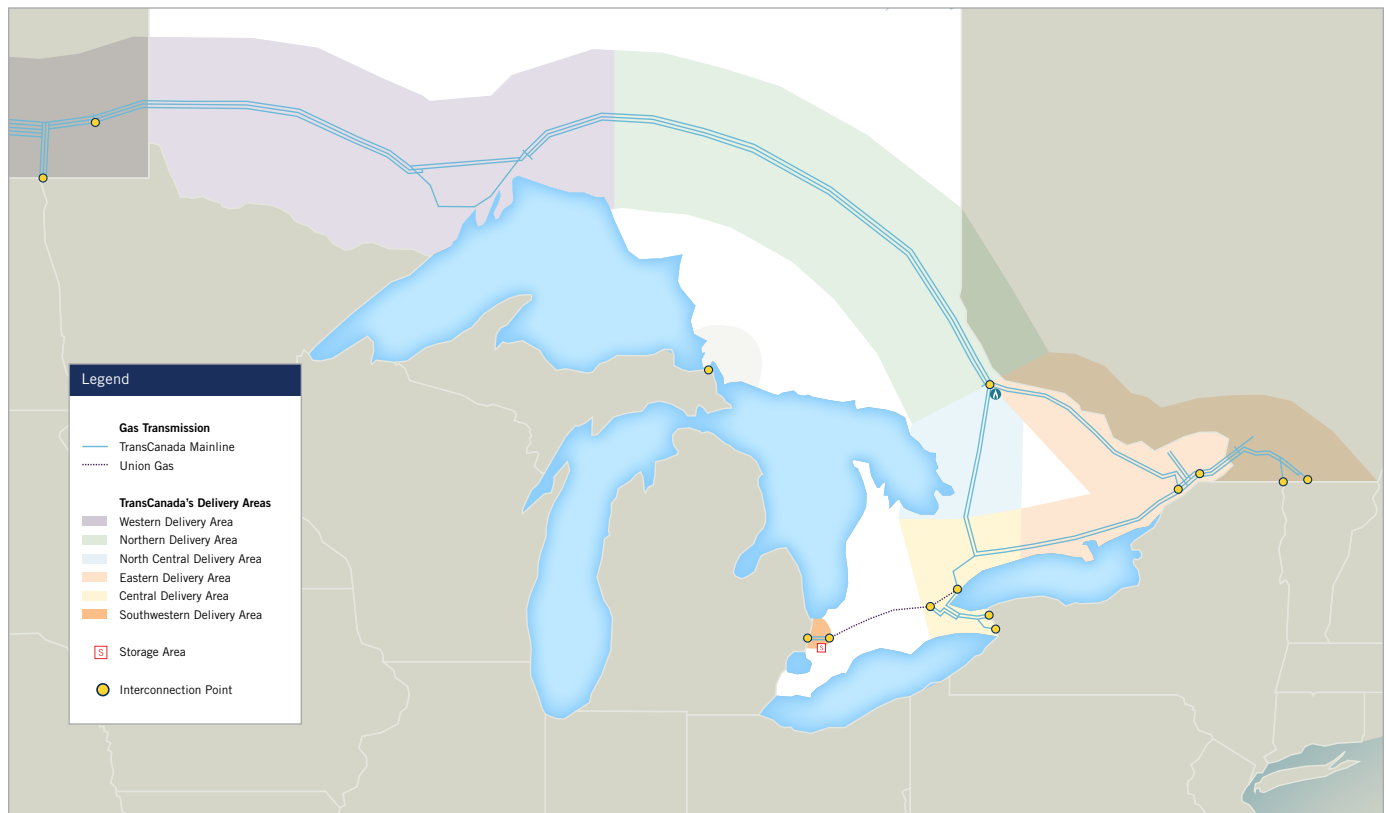 Legend
Gas Transmission
TransCanada Mainline
Union Gas
TransCanada's Delivery Areas
Western Delivery Area
Northern Delivery Area
North Central Delivery Area
Eastern Delivery Area
Central Delivery Area
Southwestern Delivery Area
S Storage Area
Interconnection Point
S